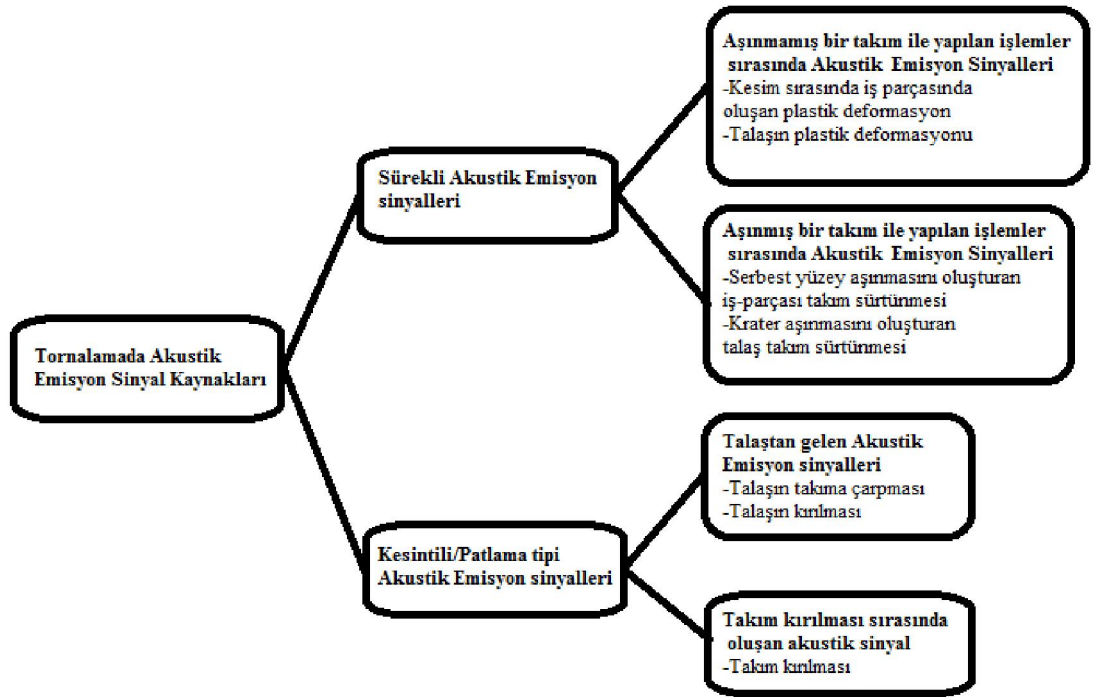 Tornalamada Akustik
Emisyon Sinyal Kaynakları
Sürekli Akustik Emisyon
sinyalleri
Aşınmamış bir takım ile yapılan işlemler
sırasında Akustik Emisyon Sinyalleri
-Kesim sırasında iş parçasında
oluşan plastik deformasyon
-Talaşın plastik deformasyonu
Aşınmış bir takım ile yapılan işlemler
sırasında Akustik Emisyon Sinyalleri
-Serbest yüzey aşınmasını oluşturan
iş-parçası takım sürtünmesi
-Krater aşınmasını oluşturan
talaş takım sürtünmesi
Kesintili/Patlama tipi
Akustik Emisyon sinyalleri
Talaştan gelen Akustik
Emisyon sinyalleri
-Talaşın takıma çarpması
-Talaşın kırılması
Takım kırılması sırasında
oluşan akustik sinyal
-Takım kırılması